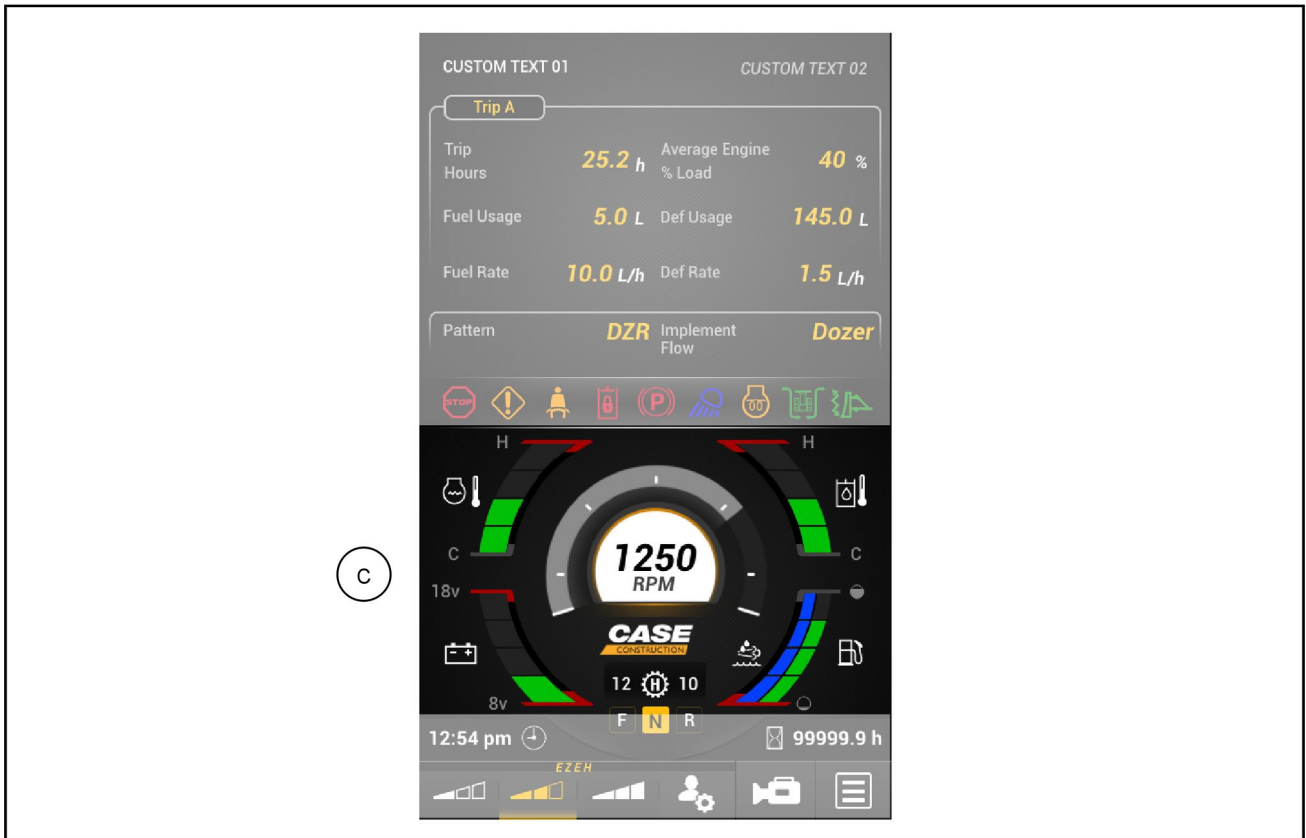 CUSTOM TEXT 01 CUSTOM TEXT 02
Trip A
Trip Hours 25.2 h Average Engine % Load 40 %
Fuel Usage 5.0 L Def Usage 145.0 L
Fuel Rate 10.0 L/h Def Rate 1.5 L/h
Pattern DZR Implement Flow Dozer
STOP P
H H
C C
C
1250
RPM
18v
CASE
CONSTRUCTION
12 H 10
8v
F N R
12:54 pm 99999.9 h
EZEH